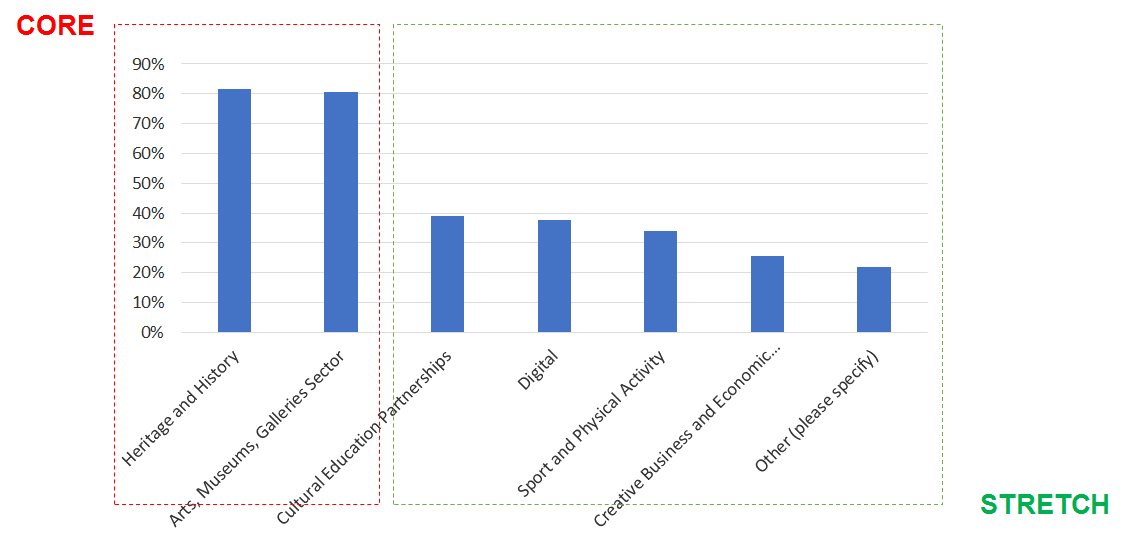 CORE
90%
80%
70%
60%
50%
40%
30%
20%
10%
0%
Heritage and History
Arts, Museums, Galleries Sector
Cultural Education Partnerships
Digital
Sport and Physical Activity
Creative Business and Economic...
Other (please specify)
STRETCH